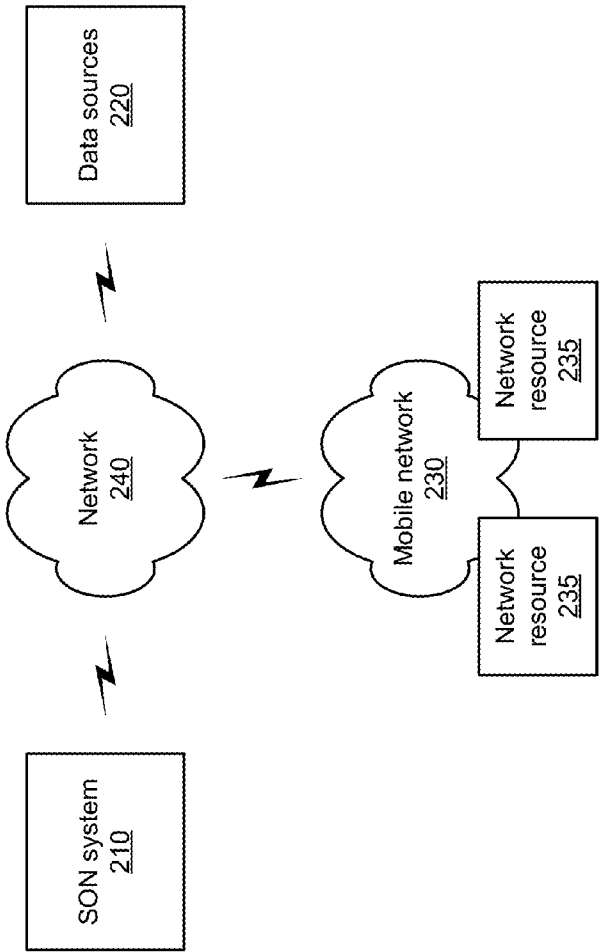 SON system
210
Network
240
Data sources
220
Mobile network
230
Network
resource
235
Network
resource
235